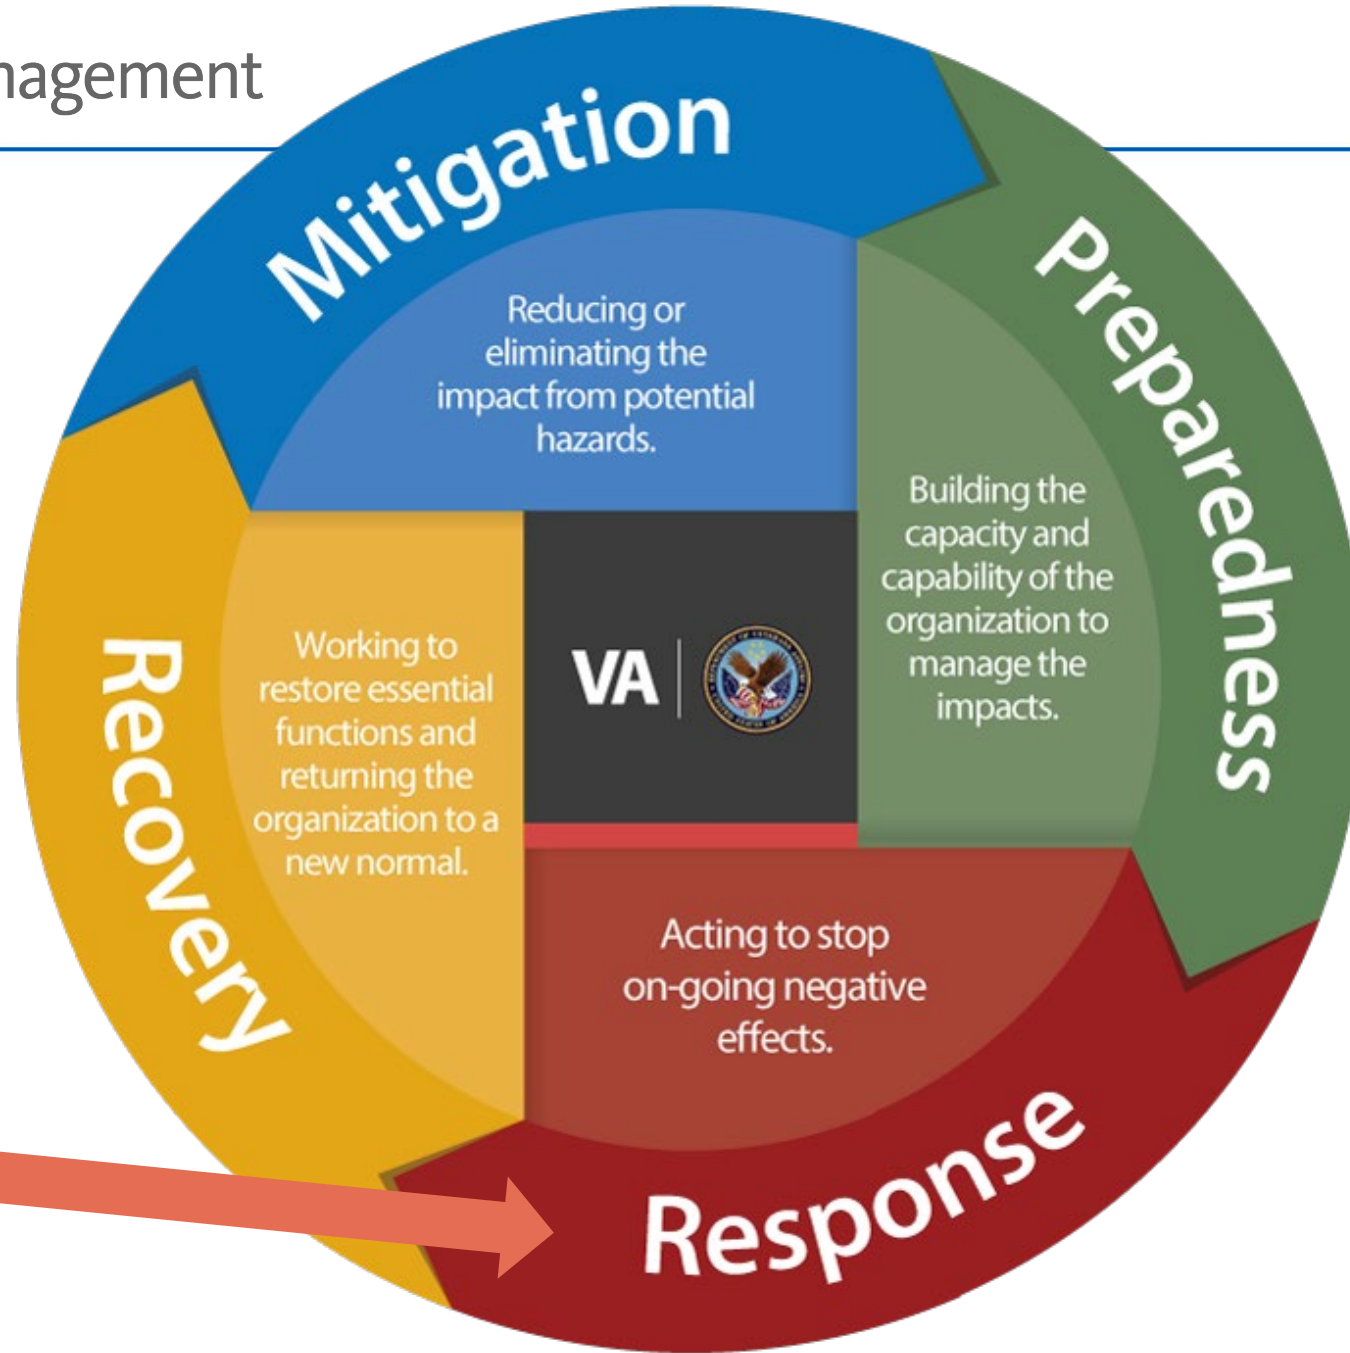 nagement
Mitigation
Reducing or
eliminating the
impact from potential
hazards.
Preparedness
Building the
capacity and
capability of the
organization to
manage the
impacts.
Response
Acting to stop
on-going negative
effects.
Recovery
Working to
restore essential
functions and
returning the
organization to a
new normal.
VA